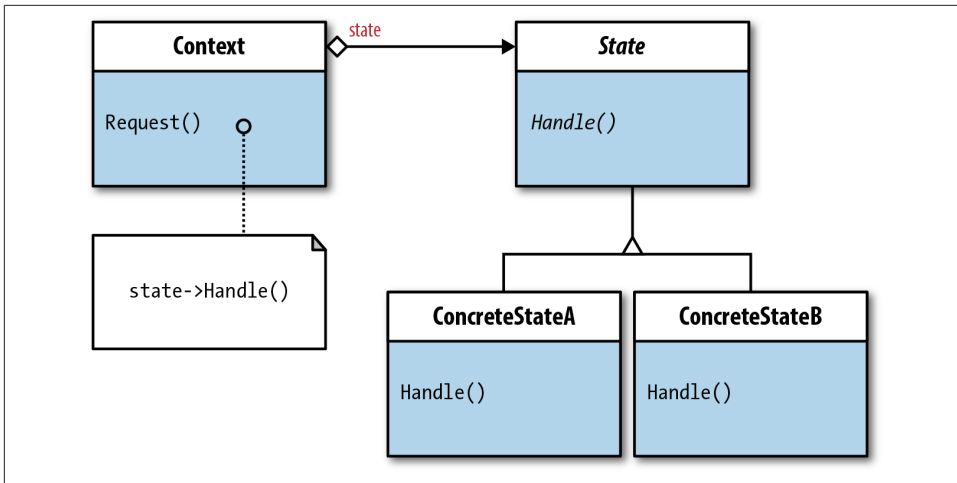 Context
state
State
Request()
Handle()
state->Handle()
ConcreteStateA
ConcreteStateB
Handle()
Handle()